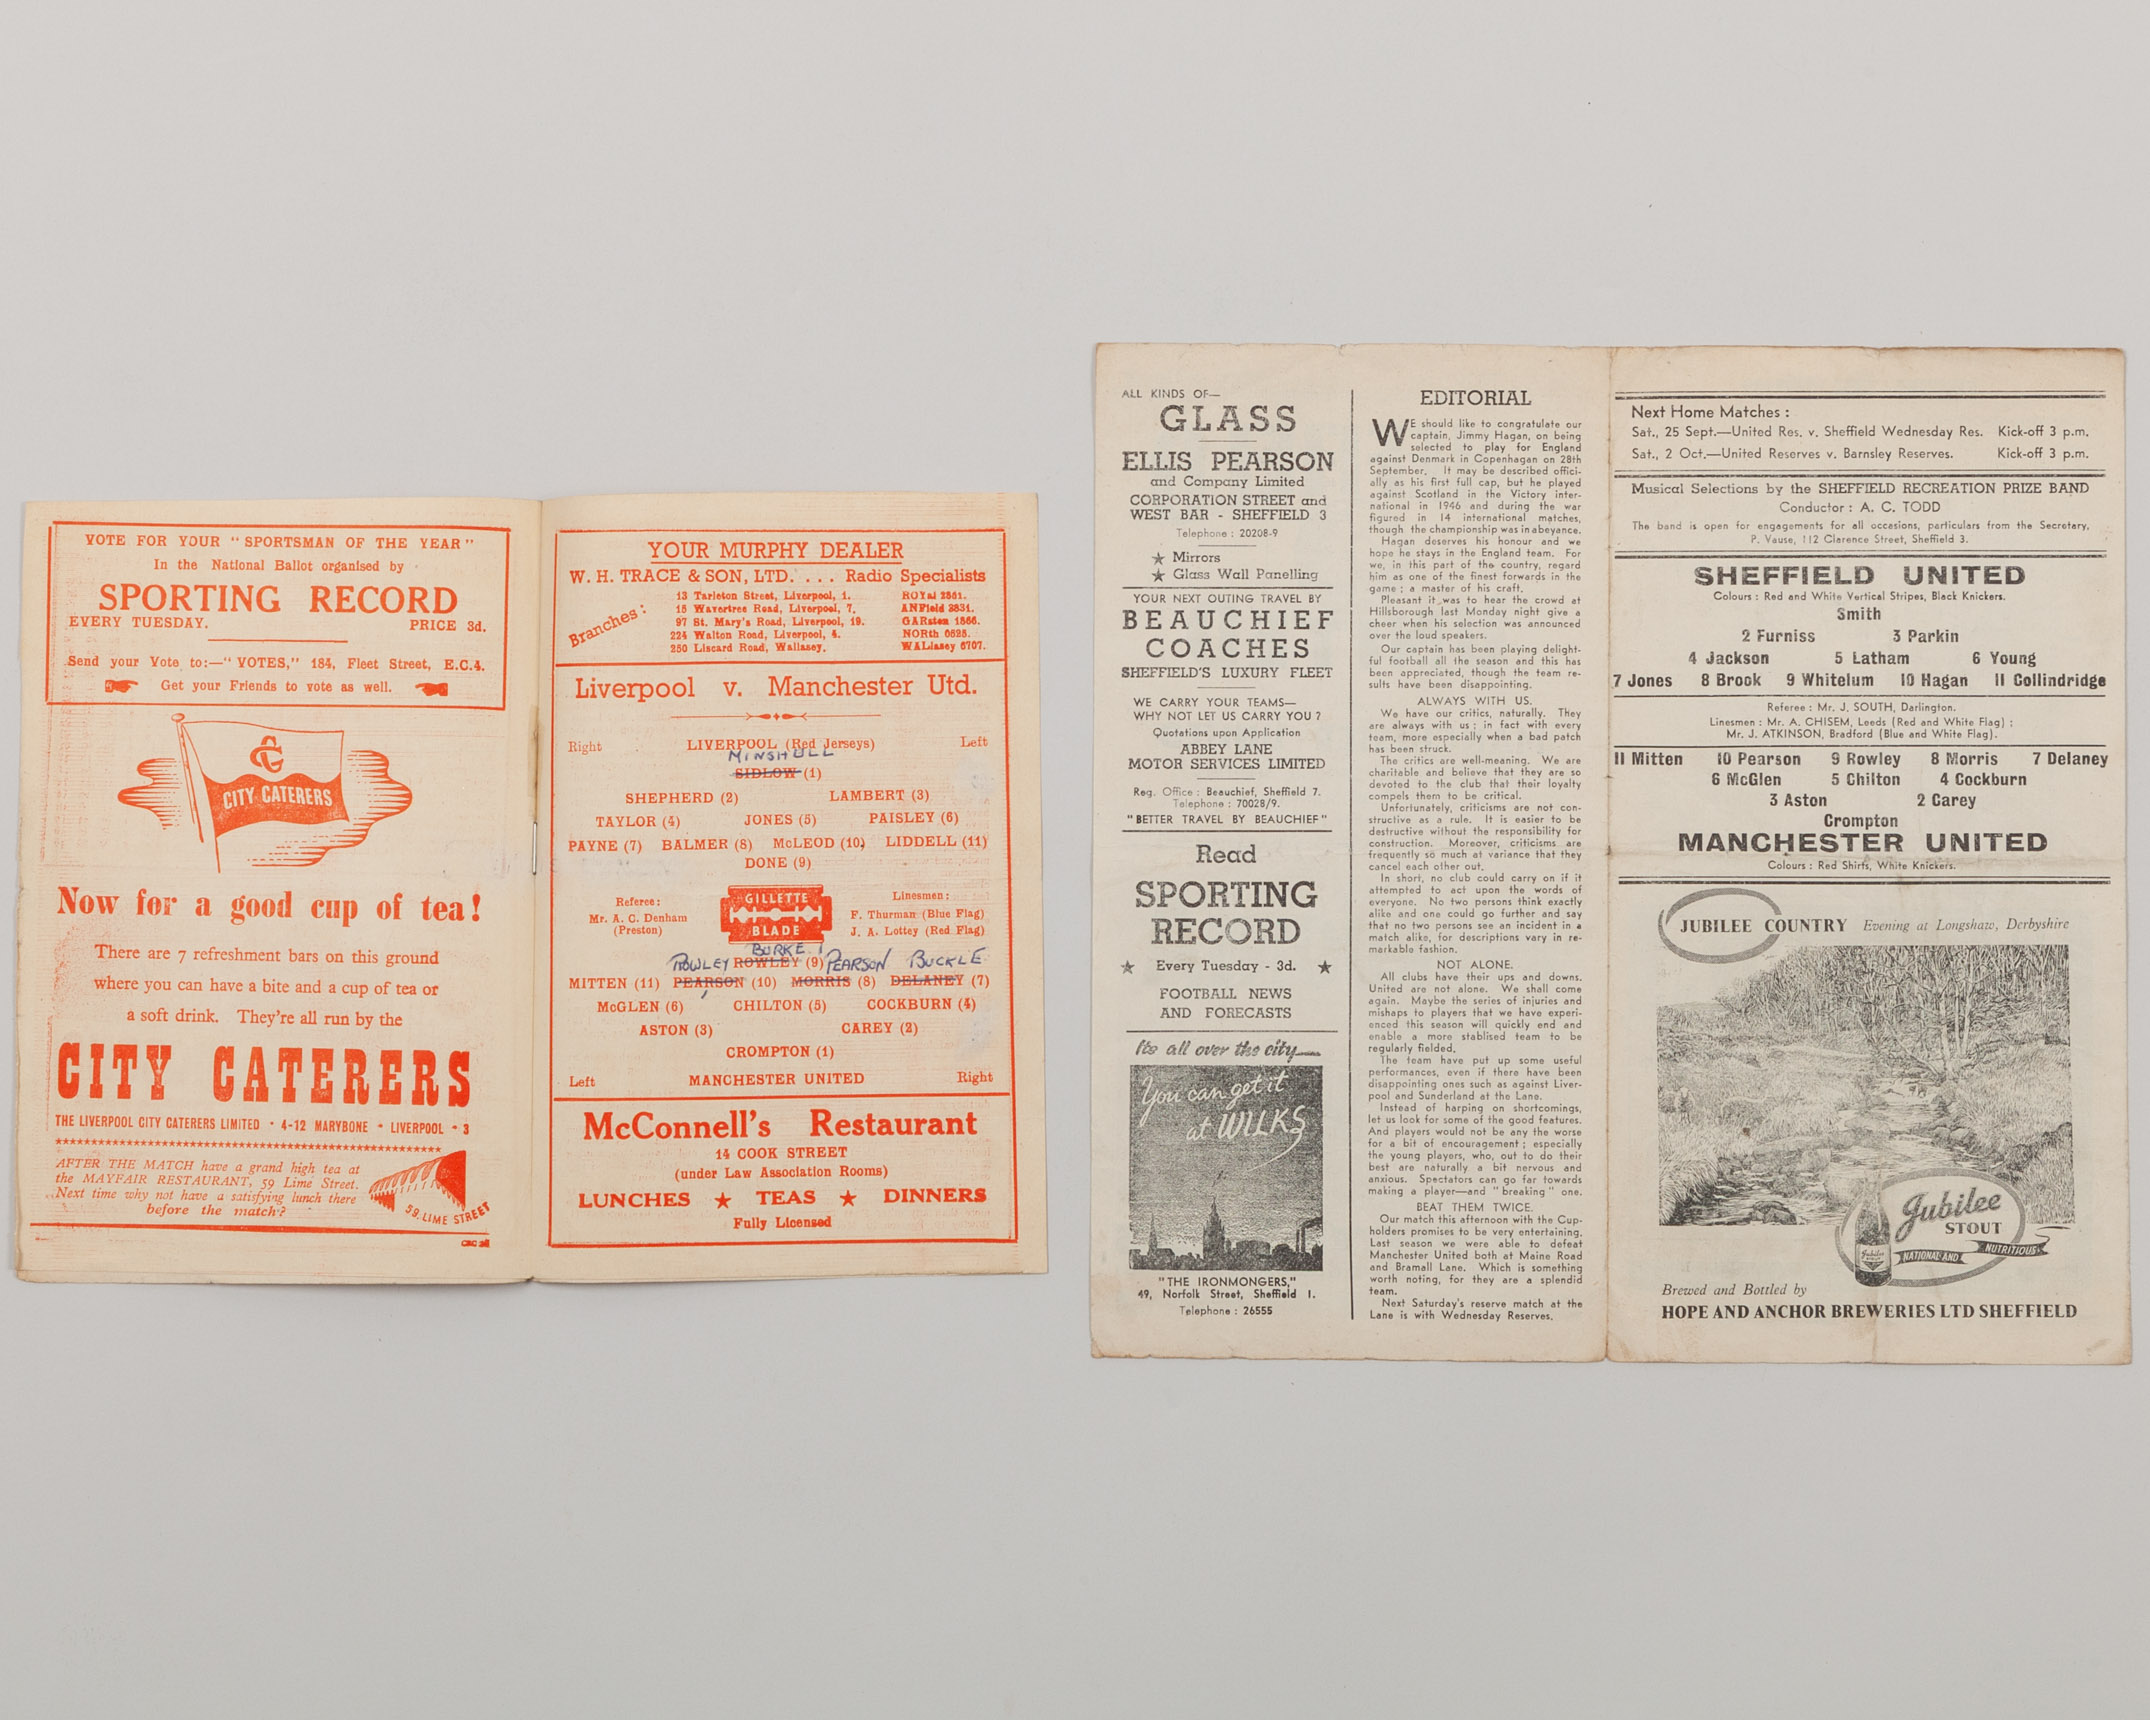 VOTE FOR YOUR "SPORTSMAN OF THE YEAR"
In the National Ballot organised by
SPORTING RECORD
EVERY TUESDAY. PRICE 3d.
Send your Vote to:—"VOTES," 184, Fleet Street, E.C.4.
Get your Friends to vote as well.
CC
CITY CATERERS
Now for a good cup of tea!
There are 7 refreshment bars on this ground
where you can have a bite and a cup of tea or
a soft drink. They're all run by the
CITY CATERERS
THE LIVERPOOL CITY CATERERS LIMITED • 4-12 MARYBONE • LIVERPOOL • 3
AFTER THE MATCH have a grand high tea at
the MAYFAIR RESTAURANT, 59 Lime Street.
Next time why not have a satisfying lunch there
before the match?
59, LIME STREET
YOUR MURPHY DEALER
W. H. TRACE & SON, LTD. ... Radio Specialists
Branches:
13 Tarleton Street, Liverpool, 1. ROYal 2861.
15 Wavertree Road, Liverpool, 7. ANField 3831.
97 St. Mary's Road, Liverpool, 19. GARston 1866.
224 Walton Road, Liverpool, 4. NORth 0625.
250 Liscard Road, Wallasey. WALlasey 6707.
Liverpool v. Manchester Utd.
Right LIVERPOOL (Red Jerseys) Left
MINSHULL
SIDLOW (1)
SHEPHERD (2) LAMBERT (3)
TAYLOR (4) JONES (5) PAISLEY (6)
PAYNE (7) BALMER (8) McLEOD (10) LIDDELL (11)
DONE (9)
Referee:
Mr. A. C. Denham
(Preston)
GILLETTE
BLADE
Linesmen:
F. Thurman (Blue Flag)
J. A. Lottey (Red Flag)
BURKE
ROWLEY ROWLEY (9) PEARSON BUCKLE
MITTEN (11) PEARSON (10) MORRIS (8) DELANEY (7)
McGLEN (6) CHILTON (5) COCKBURN (4)
ASTON (3) CAREY (2)
CROMPTON (1)
Left MANCHESTER UNITED Right
McConnell's Restaurant
14 COOK STREET
(under Law Association Rooms)
LUNCHES ★ TEAS ★ DINNERS
Fully Licensed
ALL KINDS OF—
GLASS
ELLIS PEARSON
and Company Limited
CORPORATION STREET and
WEST BAR - SHEFFIELD 3
Telephone : 20208-9
★ Mirrors
★ Glass Wall Panelling
YOUR NEXT OUTING TRAVEL BY
BEAUCHIEF
COACHES
SHEFFIELD'S LUXURY FLEET
WE CARRY YOUR TEAMS—
WHY NOT LET US CARRY YOU ?
Quotations upon Application
ABBEY LANE
MOTOR SERVICES LIMITED
Reg. Office : Beauchief, Sheffield 7.
Telephone : 70028/9.
"BETTER TRAVEL BY BEAUCHIEF"
Read
SPORTING
RECORD
★ Every Tuesday - 3d. ★
FOOTBALL NEWS
AND FORECASTS
It's all over the city—
You can get it
at WILKS
"THE IRONMONGERS,"
49, Norfolk Street, Sheffield 1.
Telephone : 26555
EDITORIAL
WE should like to congratulate our
captain, Jimmy Hagan, on being
selected to play for England
against Denmark in Copenhagan on 28th
September. It may be described offici-
ally as his first full cap, but he played
against Scotland in the Victory inter-
national in 1946 and during the war
figured in 14 international matches,
though the championship was in abeyance.
Hagan deserves his honour and we
hope he stays in the England team. For
we, in this part of the country, regard
him as one of the finest forwards in the
game ; a master of his craft.
Pleasant it was to hear the crowd at
Hillsborough last Monday night give a
cheer when his selection was announced
over the loud speakers.
Our captain has been playing delight-
ful football all the season and this has
been appreciated, though the team re-
sults have been disappointing.
ALWAYS WITH US.
We have our critics, naturally. They
are always with us ; in fact with every
team, more especially when a bad patch
has been struck.
The critics are well-meaning. We are
charitable and believe that they are so
devoted to the club that their loyalty
compels them to be critical.
Unfortunately, criticisms are not con-
structive as a rule. It is easier to be
destructive without the responsibility for
construction. Moreover, criticisms are
frequently so much at variance that they
cancel each other out.
In short, no club could carry on if it
attempted to act upon the words of
everyone. No two persons think exactly
alike and one could go further and say
that no two persons see an incident in a
match alike, for descriptions vary in re-
markable fashion.
NOT ALONE.
All clubs have their ups and downs.
United are not alone. We shall come
again. Maybe the series of injuries and
mishaps to players that we have experi-
enced this season will quickly end and
enable a more stablised team to be
regularly fielded.
The team have put up some useful
performances, even if there have been
disappointing ones such as against Liver-
pool and Sunderland at the Lane.
Instead of harping on shortcomings,
let us look for some of the good features.
And players would not be any the worse
for a bit of encouragement ; especially
the young players, who, out to do their
best are naturally a bit nervous and
anxious. Spectators can go far towards
making a player—and "breaking" one.
BEAT THEM TWICE.
Our match this afternoon with the Cup-
holders promises to be very entertaining.
Last season we were able to defeat
Manchester United both at Maine Road
and Bramall Lane. Which is something
worth noting, for they are a splendid
team.
Next Saturday's reserve match at the
Lane is with Wednesday Reserves.
Next Home Matches :
Sat., 25 Sept.—United Res. v. Sheffield Wednesday Res. Kick-off 3 p.m.
Sat., 2 Oct.—United Reserves v. Barnsley Reserves. Kick-off 3 p.m.
Musical Selections by the SHEFFIELD RECREATION PRIZE BAND
Conductor : A. C. TODD
The band is open for engagements for all occasions, particulars from the Secretary,
P. Vause, 112 Clarence Street, Sheffield 3.
SHEFFIELD UNITED
Colours : Red and White Vertical Stripes, Black Knickers.
Smith
2 Furniss 3 Parkin
4 Jackson 5 Latham 6 Young
7 Jones 8 Brook 9 Whitelum 10 Hagan 11 Collindridge
Referee : Mr. J. SOUTH, Darlington.
Linesmen : Mr. A. CHISEM, Leeds (Red and White Flag) :
Mr. J. ATKINSON, Bradford (Blue and White Flag).
11 Mitten 10 Pearson 9 Rowley 8 Morris 7 Delaney
6 McGlen 5 Chilton 4 Cockburn
3 Aston 2 Carey
Crompton
MANCHESTER UNITED
Colours : Red Shirts, White Knickers.
JUBILEE COUNTRY Evening at Longshaw, Derbyshire
Jubilee
STOUT
Jubilee
NATIONAL AND NUTRITIOUS
Brewed and Bottled by
HOPE AND ANCHOR BREWERIES LTD SHEFFIELD